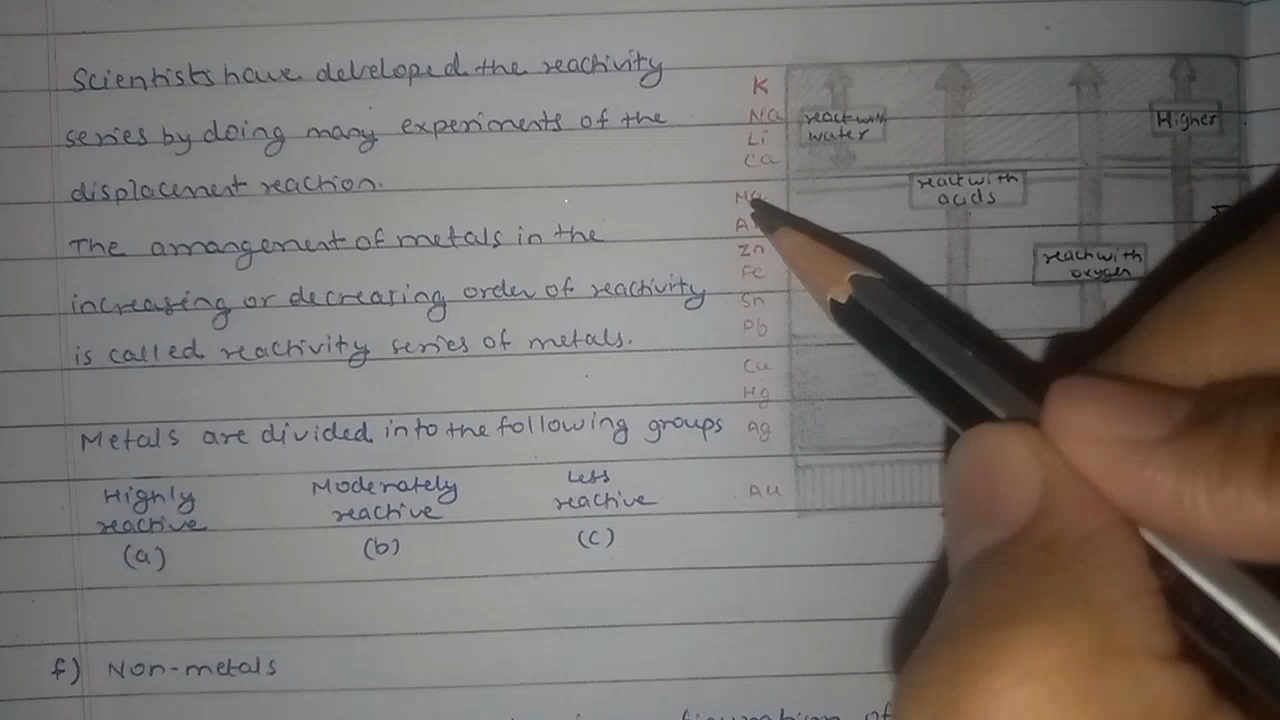 Scientists have developed the reactivity
series by doing many experiments of the
displacement reaction.
The arrangement of metals in the
increasing or decreasing order of reactivity
is called reactivity series of metals.
Metals are divided into the following groups
Highly reactive
(a)
Moderately reactive
(b)
Less reactive
(c)
f) Non-metals
K
Na
Li
Ca
Mg
Zn
Fe
Sn
Pb
Cu
Hg
Ag
Au
react with
water
react with
acids
react with
oxygen
Higher
of